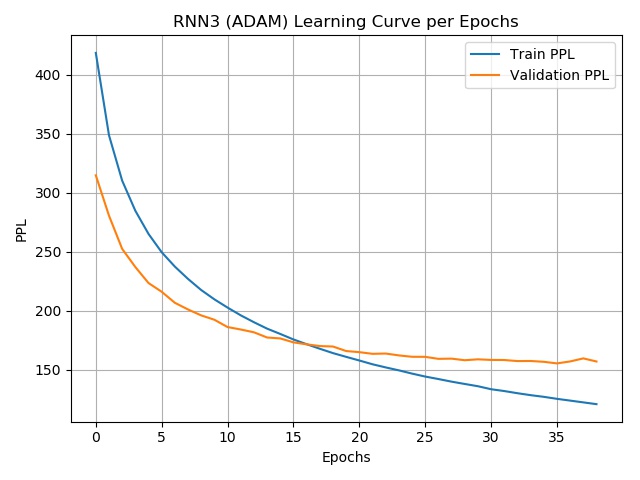 RNN3 (ADAM) Learning Curve per Epochs
Train PPL
Validation PPL
400
350
300
250
200
150
PPL
0 5 10 15 20 25 30 35
Epochs